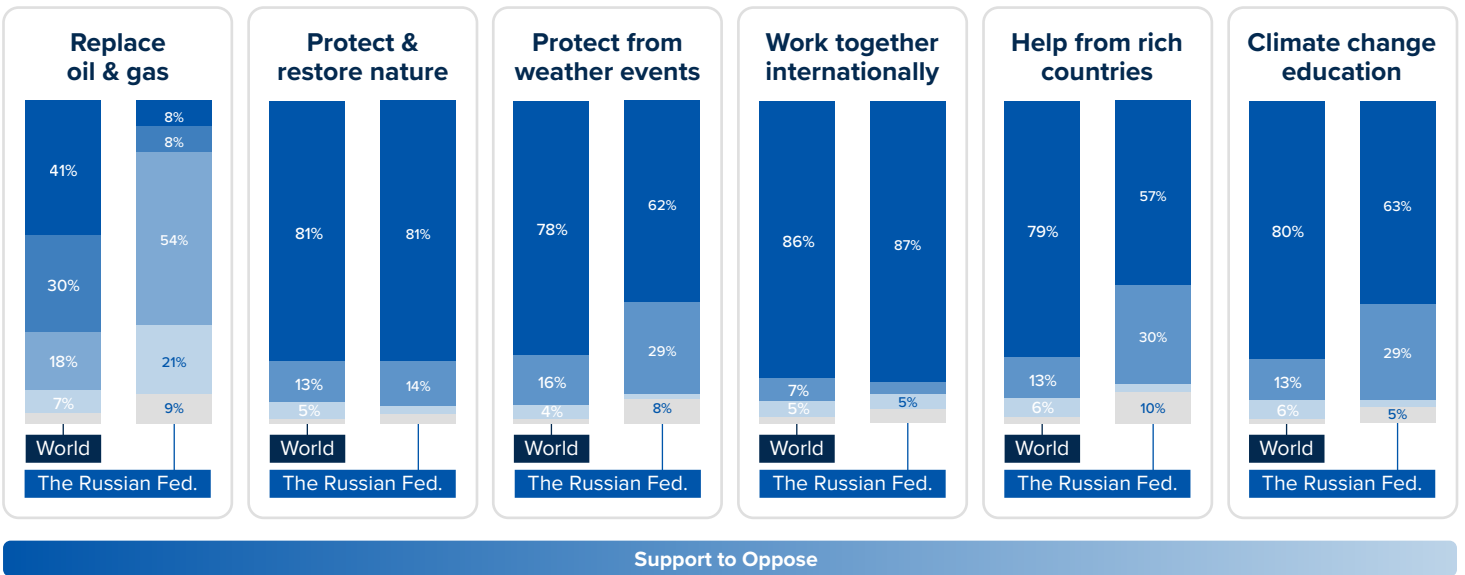 Replace
oil & gas
41%
30%
18%
7%
8%
8%
54%
21%
9%
World
The Russian Fed.
Protect &
restore nature
81%
13%
5%
81%
14%
World
The Russian Fed.
Protect from
weather events
78%
16%
4%
62%
29%
8%
World
The Russian Fed.
Work together
internationally
86%
7%
5%
87%
5%
World
The Russian Fed.
Help from rich
countries
79%
13%
6%
57%
30%
10%
World
The Russian Fed.
Climate change
education
80%
13%
6%
63%
29%
5%
World
The Russian Fed.
Support to Oppose